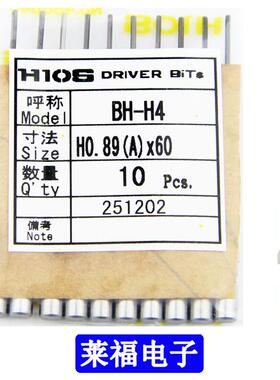 HIOS DRIVER BiTs
呼称
Model BH-H4
寸法
Size H0.89(A)x60
数量
Q'ty 10 Pcs.
251202
備考
Note
莱福电子